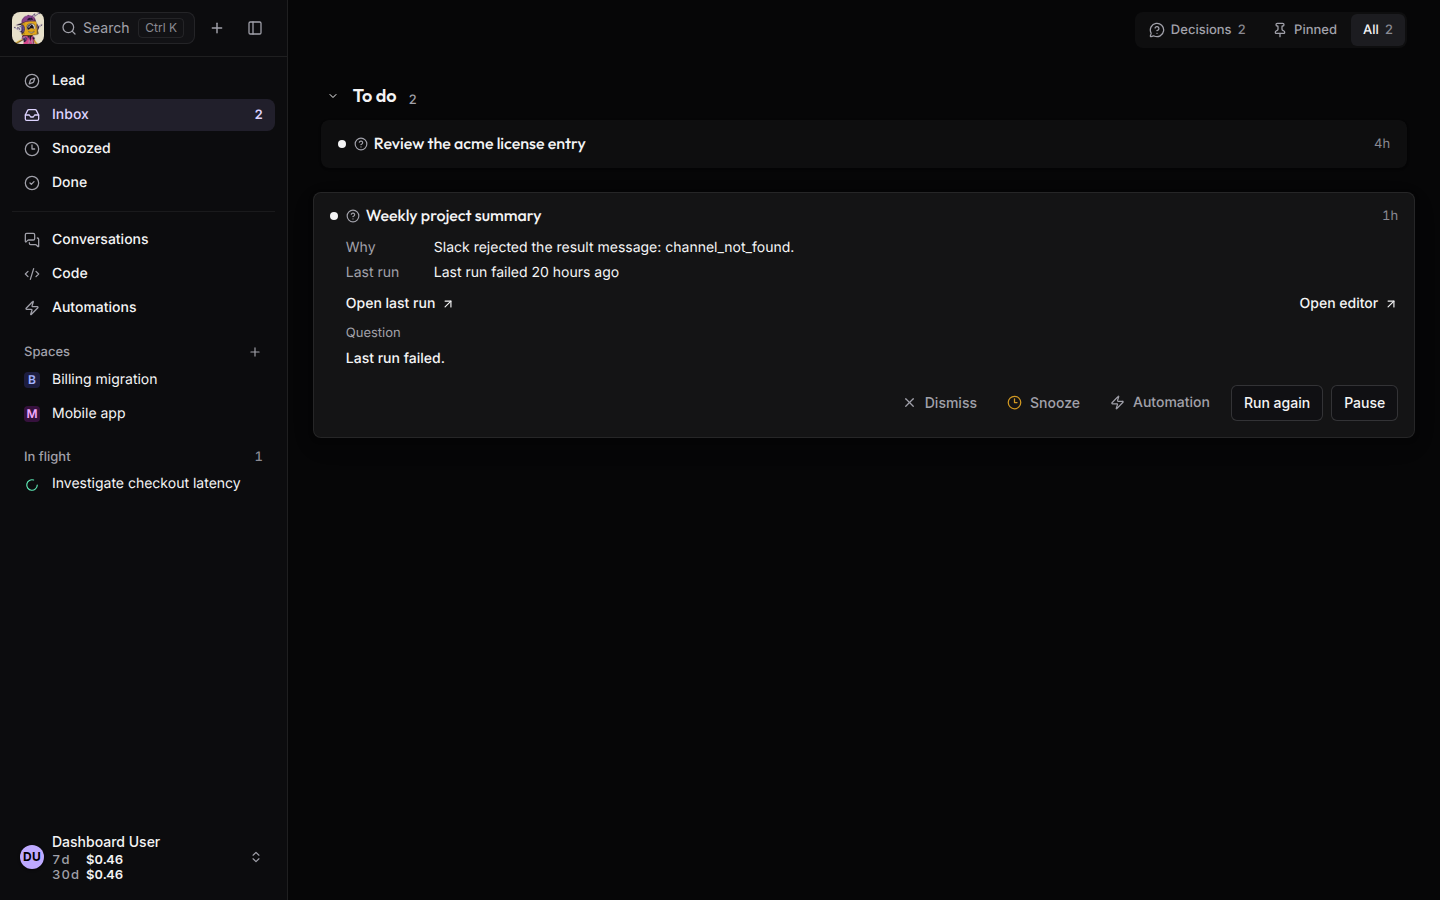 Search Ctrl K
Lead
Inbox 2
Snoozed
Done
Conversations
Code
Automations
Spaces
B Billing migration
M Mobile app
In flight 1
Investigate checkout latency
DU Dashboard User
7d $0.46
30d $0.46
Decisions 2 Pinned All 2
To do 2
Review the acme license entry 4h
Weekly project summary 1h
Why Slack rejected the result message: channel_not_found.
Last run Last run failed 20 hours ago
Open last run Open editor
Question
Last run failed.
Dismiss Snooze Automation Run again Pause